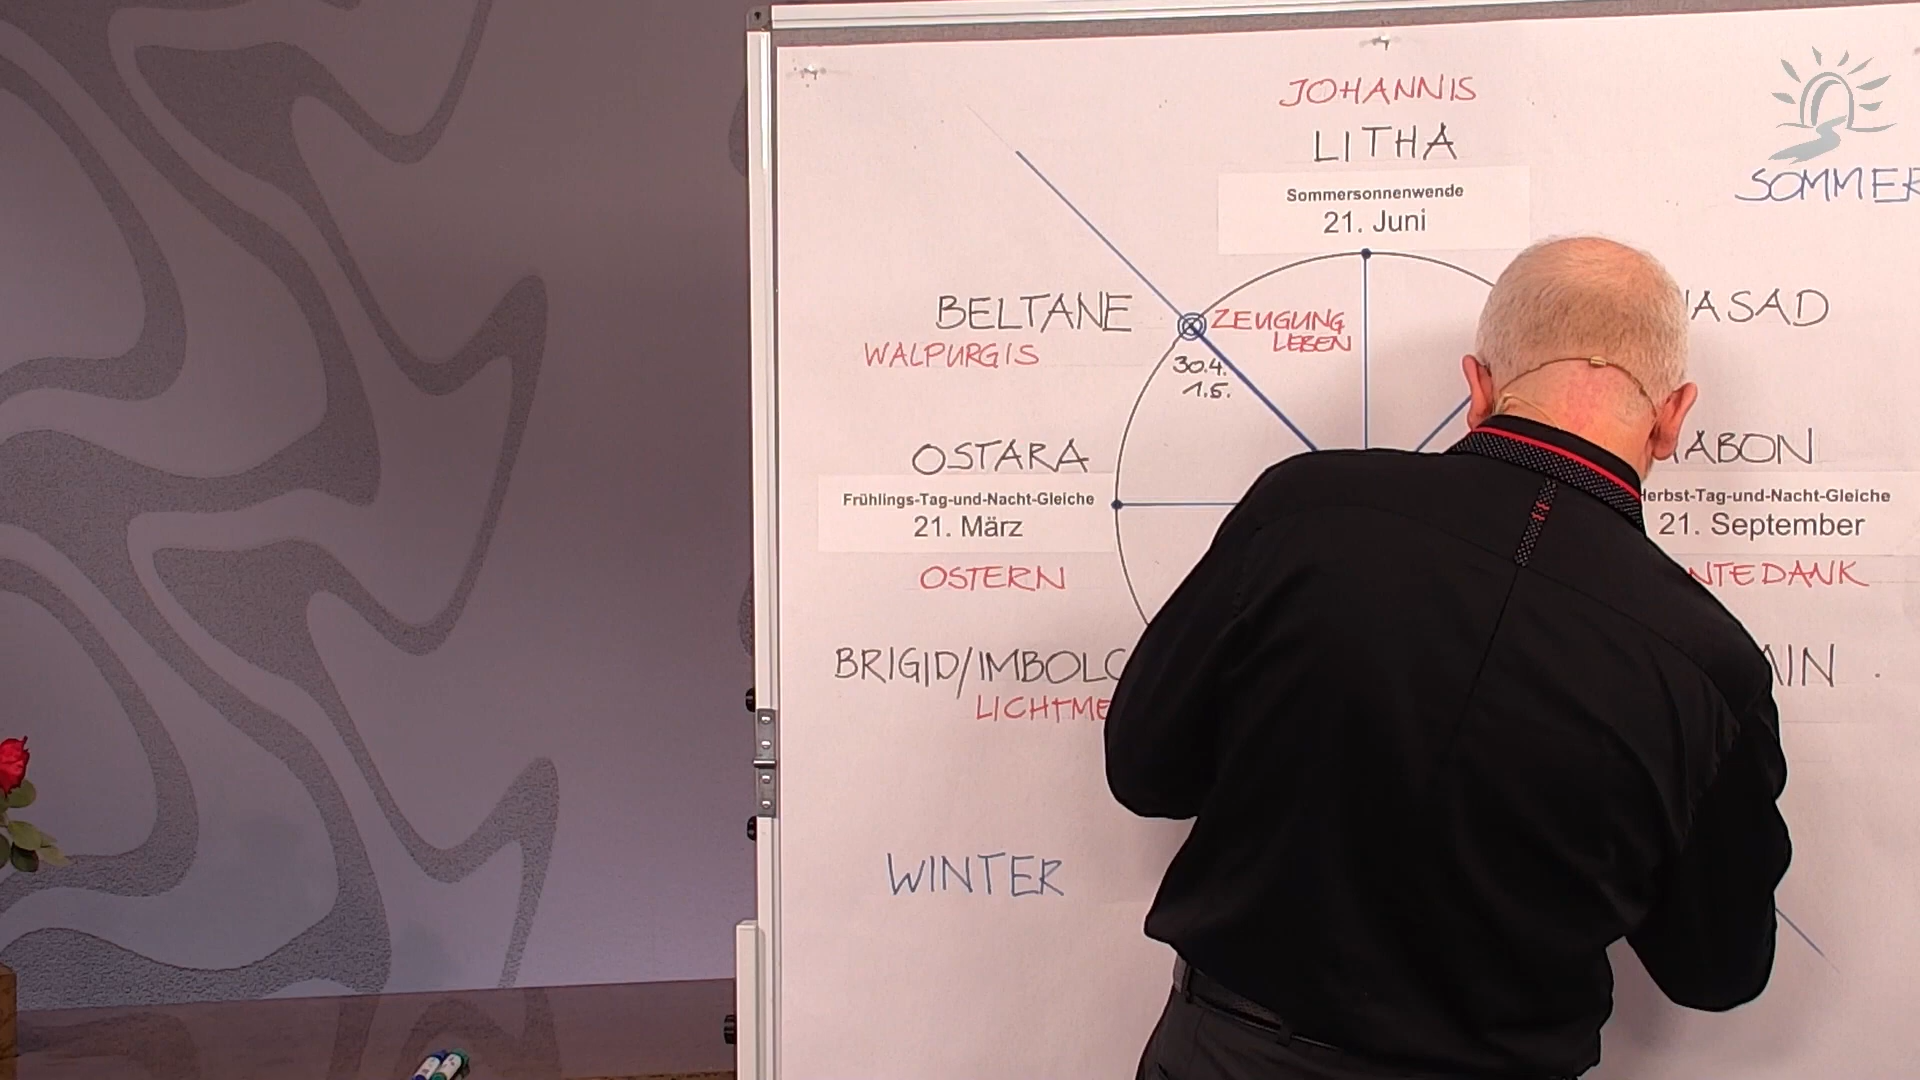 JOHANNIS
LITHA
Sommersonnenwende
21. Juni
SOMMER
BELTANE
WALPURGIS
ZEUGUNG
LEBEN
30.4.
1.5.
ASAD
OSTARA
Frühlings-Tag-und-Nacht-Gleiche
21. März
OSTERN
ABON
Herbst-Tag-und-Nacht-Gleiche
21. September
NTEDANK
BRIGID/IMBOLC
LICHTME
AIN
WINTER